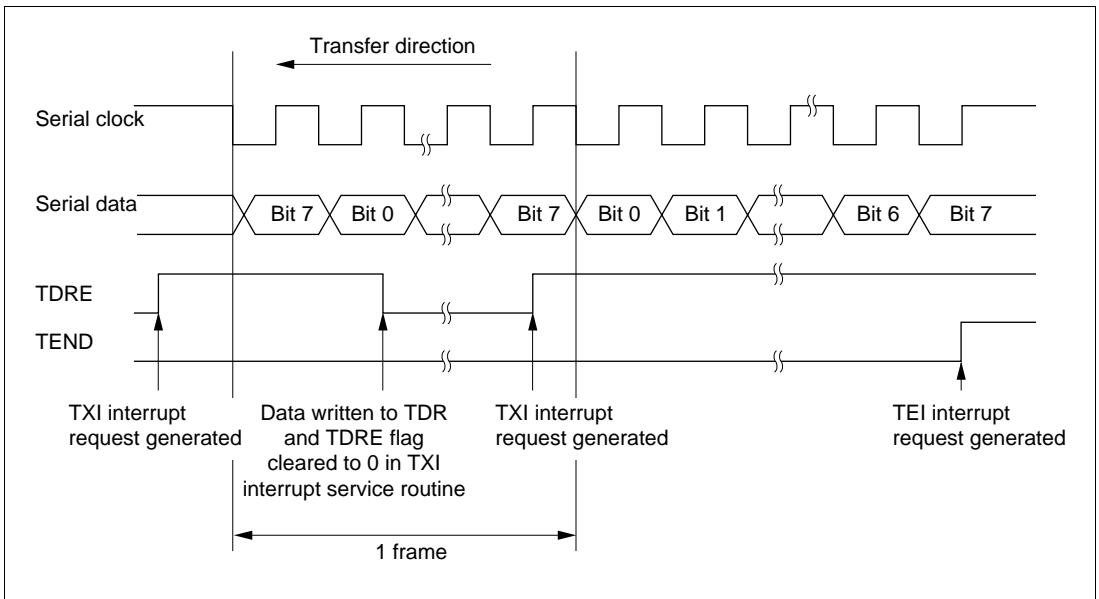 Transfer direction
Serial clock
Serial data
Bit 7
Bit 0
Bit 7
Bit 0
Bit 1
Bit 6
Bit 7
TDRE
TEND
TXI interrupt
request generated
Data written to TDR
and TDRE flag
cleared to 0 in TXI
interrupt service routine
TXI interrupt
request generated
TEI interrupt
request generated
1 frame